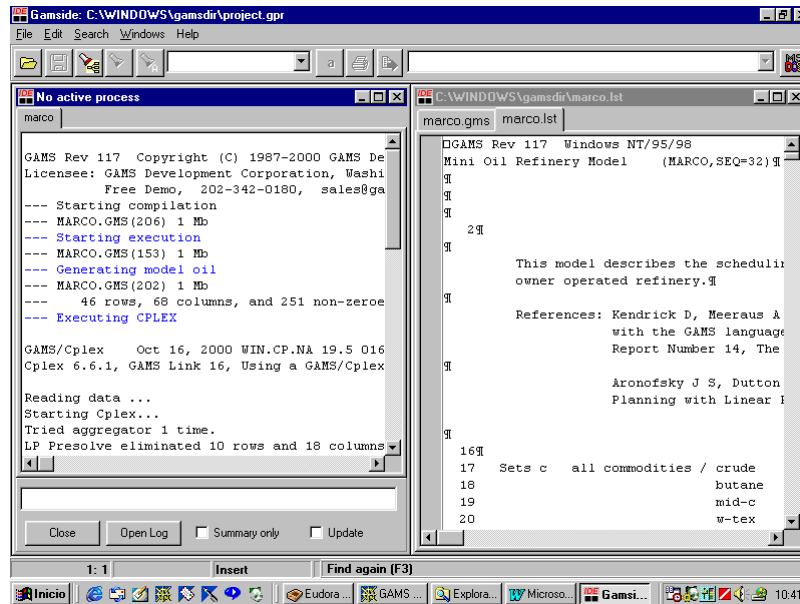 Gamside: C:\WINDOWS\gamsdir\project.gpr
File Edit Search Windows Help
a
MS
DOS
No active process
marco
GAMS Rev 117 Copyright (C) 1987-2000 GAMS De
Licensee: GAMS Development Corporation, Washi
Free Demo, 202-342-0180, sales@ga
--- Starting compilation
--- MARCO.GMS(206) 1 Mb
--- Starting execution
--- MARCO.GMS(153) 1 Mb
--- Generating model oil
--- MARCO.GMS(202) 1 Mb
--- 46 rows, 68 columns, and 251 non-zeroe
--- Executing CPLEX
GAMS/Cplex Oct 16, 2000 WIN.CP.NA 19.5 016
Cplex 6.6.1, GAMS Link 16, Using a GAMS/Cplex
Reading data ...
Starting Cplex...
Tried aggregator 1 time.
LP Presolve eliminated 10 rows and 18 columns
Close Open Log Summary only Update
IDE C:\WINDOWS\gamsdir\marco.lst
marco.gms marco.lst
□GAMS Rev 117 Windows NT/95/98
Mini Oil Refinery Model (MARCO,SEQ=32)¶
¶
¶
¶
2¶
¶
This model describes the schedulin
owner operated refinery.¶
¶
References: Kendrick D, Meeraus A
with the GAMS language
Report Number 14, The
¶
Aronofsky J S, Dutton
Planning with Linear P
¶
16¶
17 Sets c all commodities / crude
18 butane
19 mid-c
20 w-tex
1: 1 Insert Find again (F3)
Inicio Eudora ... GAMS ... Explora... Microso... Gamsi... 10:41